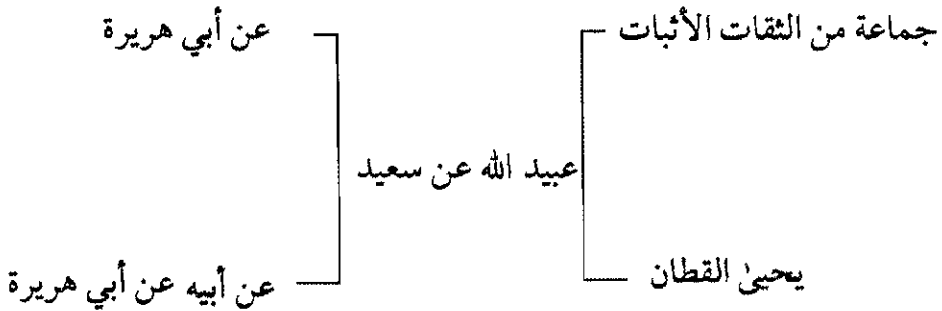 جماعة من الثقات الأثبات
عن أبي هريرة
عبيد الله عن سعيد
يحيىٰ القطان
عن أبيه عن أبي هريرة